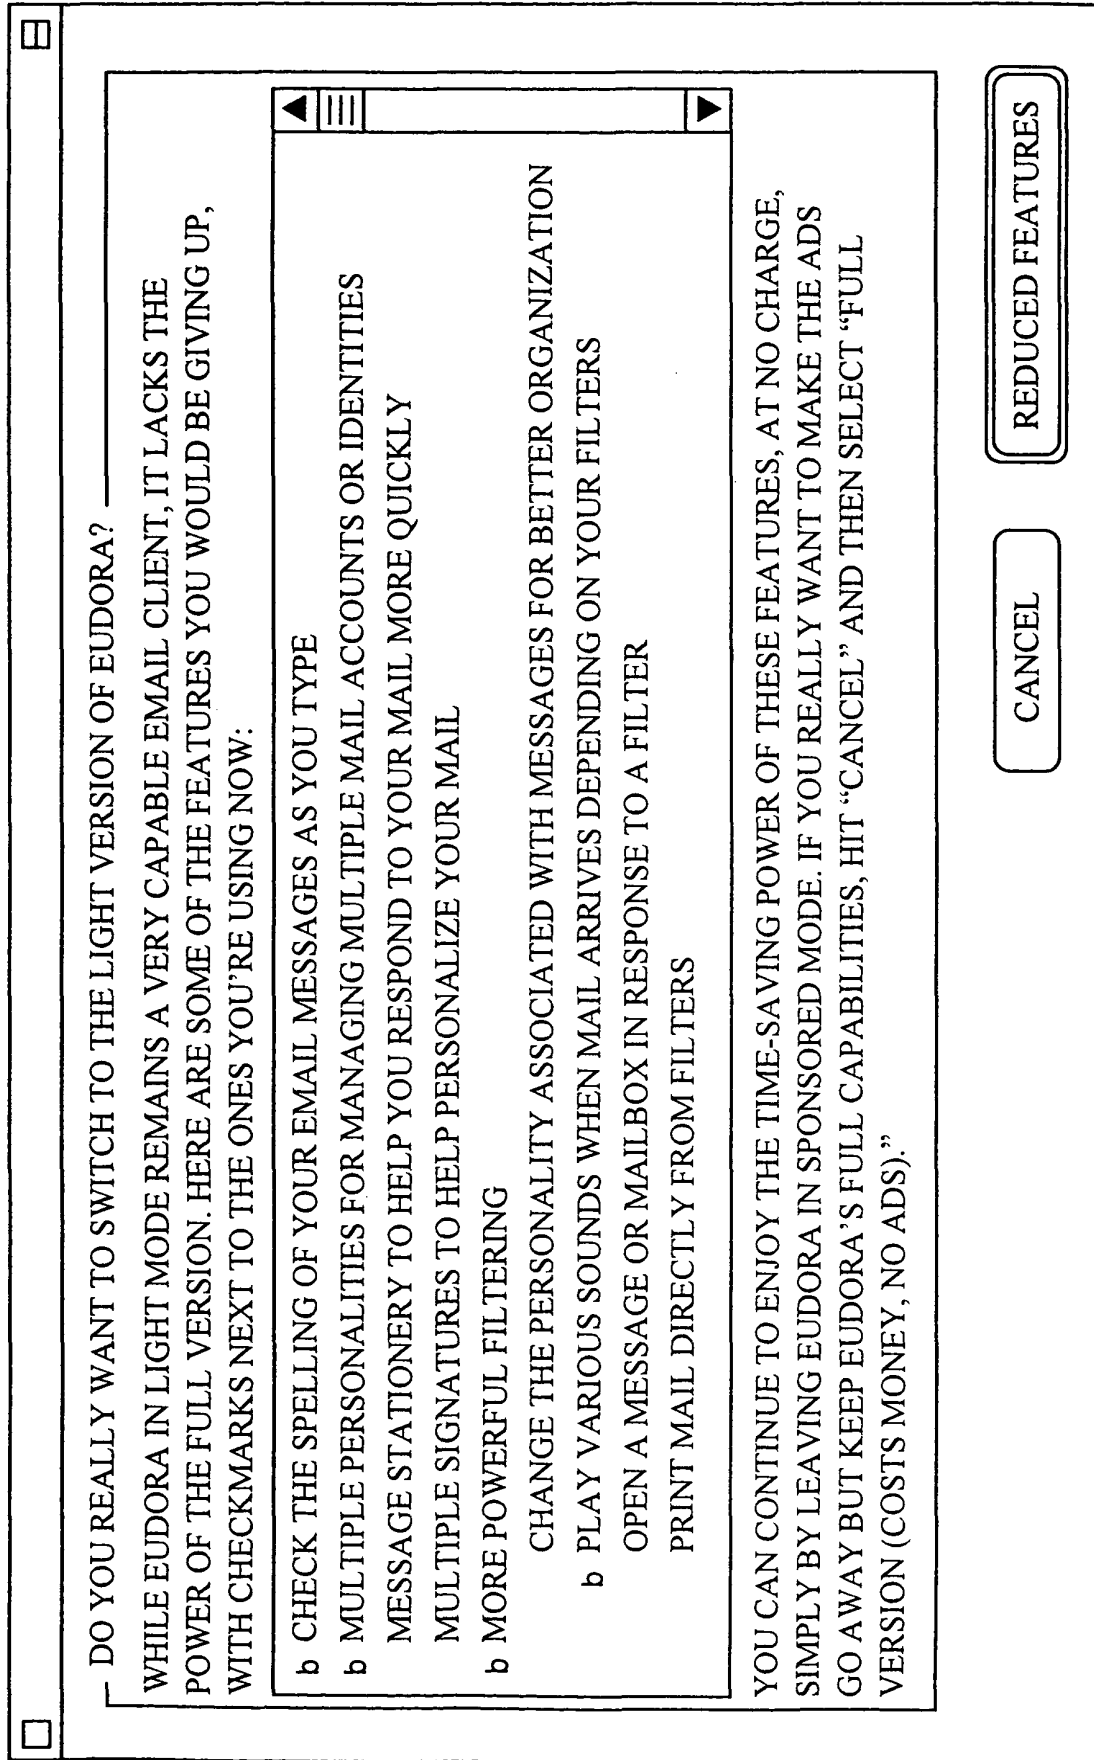 DO YOU REALLY WANT TO SWITCH TO THE LIGHT VERSION OF EUDORA?
WHILE EUDORA IN LIGHT MODE REMAINS A VERY CAPABLE EMAIL CLIENT, IT LACKS THE
POWER OF THE FULL VERSION. HERE ARE SOME OF THE FEATURES YOU WOULD BE GIVING UP,
WITH CHECKMARKS NEXT TO THE ONES YOU'RE USING NOW:
b CHECK THE SPELLING OF YOUR EMAIL MESSAGES AS YOU TYPE
b MULTIPLE PERSONALITIES FOR MANAGING MULTIPLE MAIL ACCOUNTS OR IDENTITIES
MESSAGE STATIONERY TO HELP YOU RESPOND TO YOUR MAIL MORE QUICKLY
MULTIPLE SIGNATURES TO HELP PERSONALIZE YOUR MAIL
b MORE POWERFUL FILTERING
CHANGE THE PERSONALITY ASSOCIATED WITH MESSAGES FOR BETTER ORGANIZATION
b PLAY VARIOUS SOUNDS WHEN MAIL ARRIVES DEPENDING ON YOUR FILTERS
OPEN A MESSAGE OR MAILBOX IN RESPONSE TO A FILTER
PRINT MAIL DIRECTLY FROM FILTERS
YOU CAN CONTINUE TO ENJOY THE TIME-SAVING POWER OF THESE FEATURES, AT NO CHARGE,
SIMPLY BY LEAVING EUDORA IN SPONSORED MODE. IF YOU REALLY WANT TO MAKE THE ADS
GO AWAY BUT KEEP EUDORA'S FULL CAPABILITIES, HIT "CANCEL" AND THEN SELECT "FULL
VERSION (COSTS MONEY, NO ADS)."
CANCEL
REDUCED FEATURES